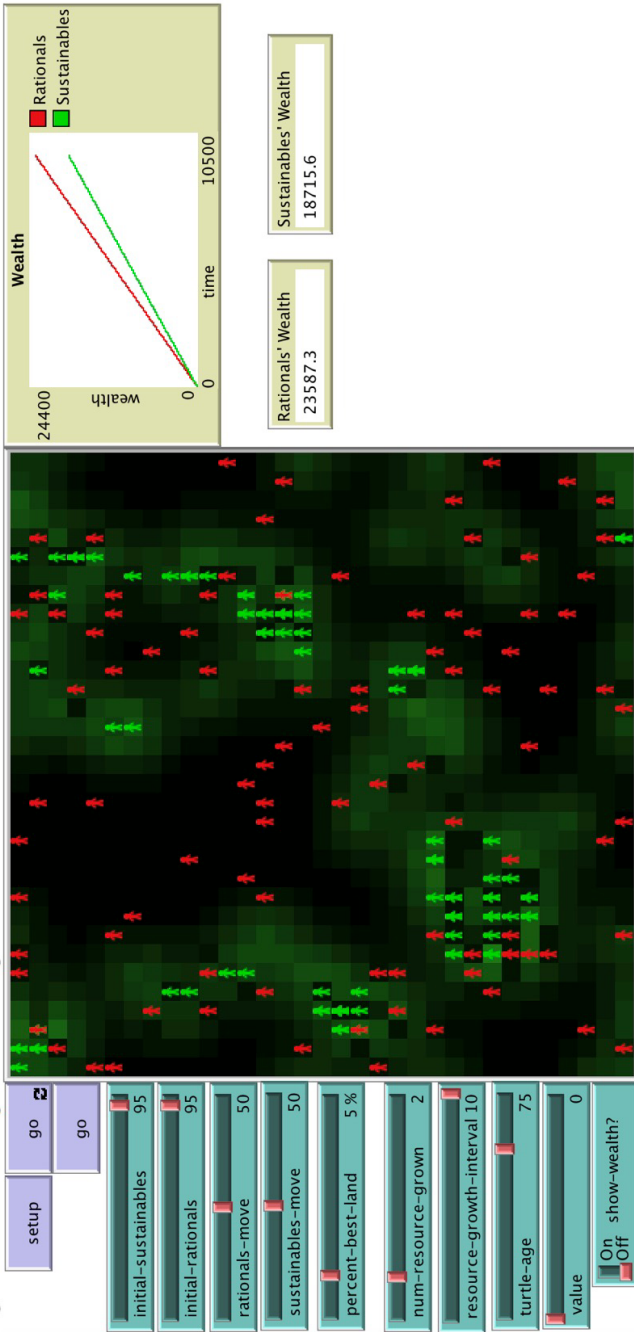 setup
go
go
initial-sustainables 95
initial-rationals 95
rationals-move 50
sustainables-move 50
percent-best-land 5 %
num-resource-grown 2
resource-growth-interval 10
turtle-age 75
value 0
On
Off
show-wealth?
Wealth
24400
wealth
0
0
time
10500
Rationals
Sustainables
Rationals' Wealth
23587.3
Sustainables' Wealth
18715.6